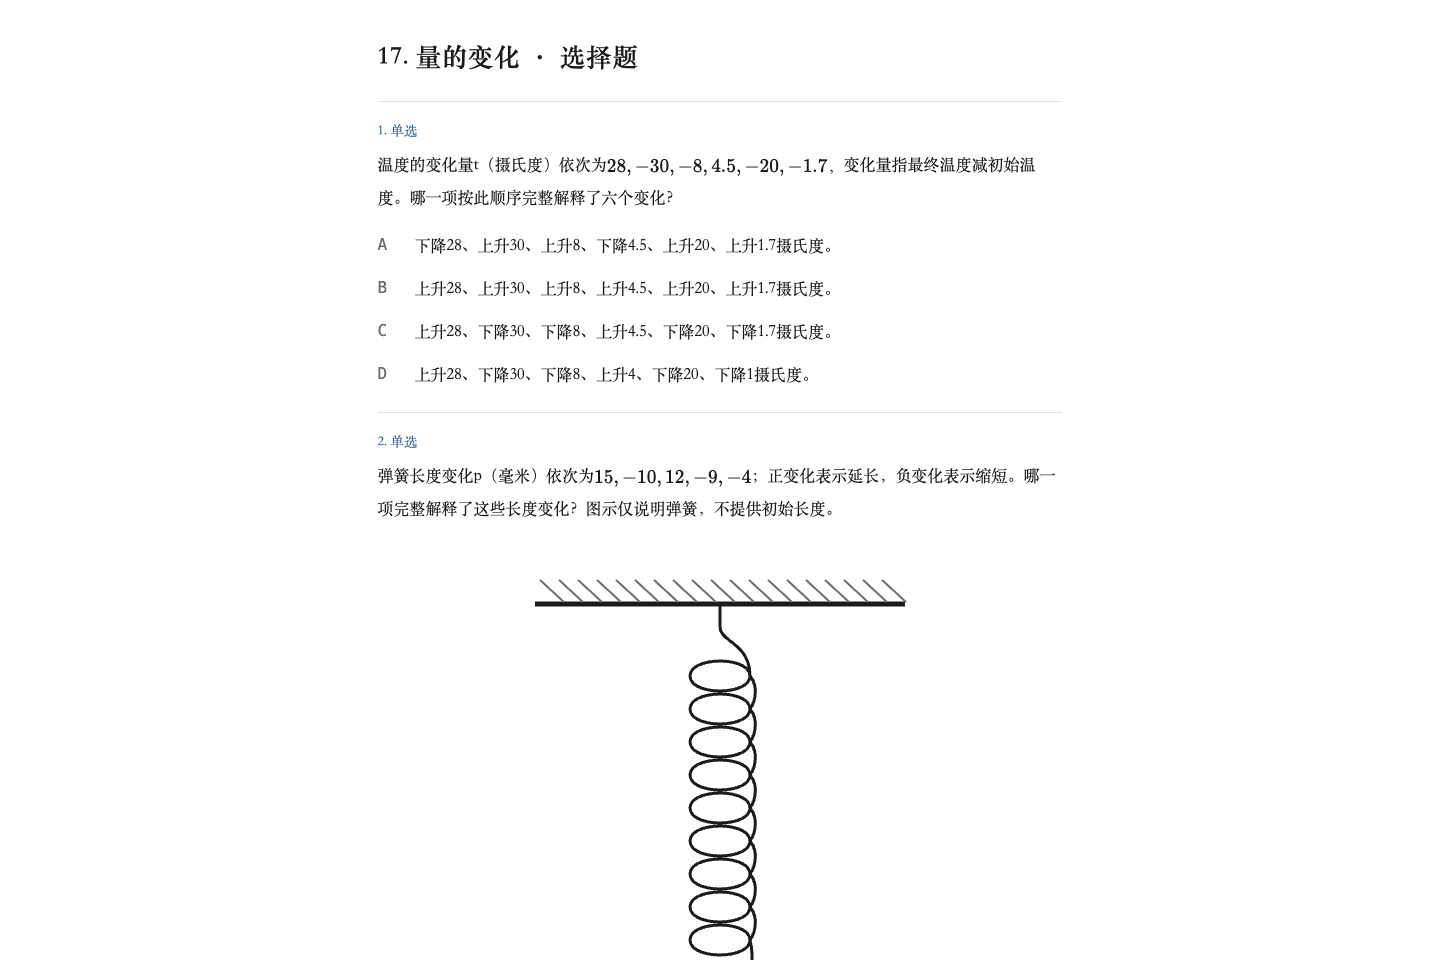 17. 量的变化 · 选择题
1. 单选
温度的变化量t（摄氏度）依次为28, −30, −8, 4.5, −20, −1.7，变化量指最终温度减初始温
度。哪一项按此顺序完整解释了六个变化？
A 下降28、上升30、上升8、下降4.5、上升20、上升1.7摄氏度。
B 上升28、上升30、上升8、上升4.5、上升20、上升1.7摄氏度。
C 上升28、下降30、下降8、上升4.5、下降20、下降1.7摄氏度。
D 上升28、下降30、下降8、上升4、下降20、下降1摄氏度。
2. 单选
弹簧长度变化p（毫米）依次为15, −10, 12, −9, −4；正变化表示延长，负变化表示缩短。哪一
项完整解释了这些长度变化？图示仅说明弹簧，不提供初始长度。